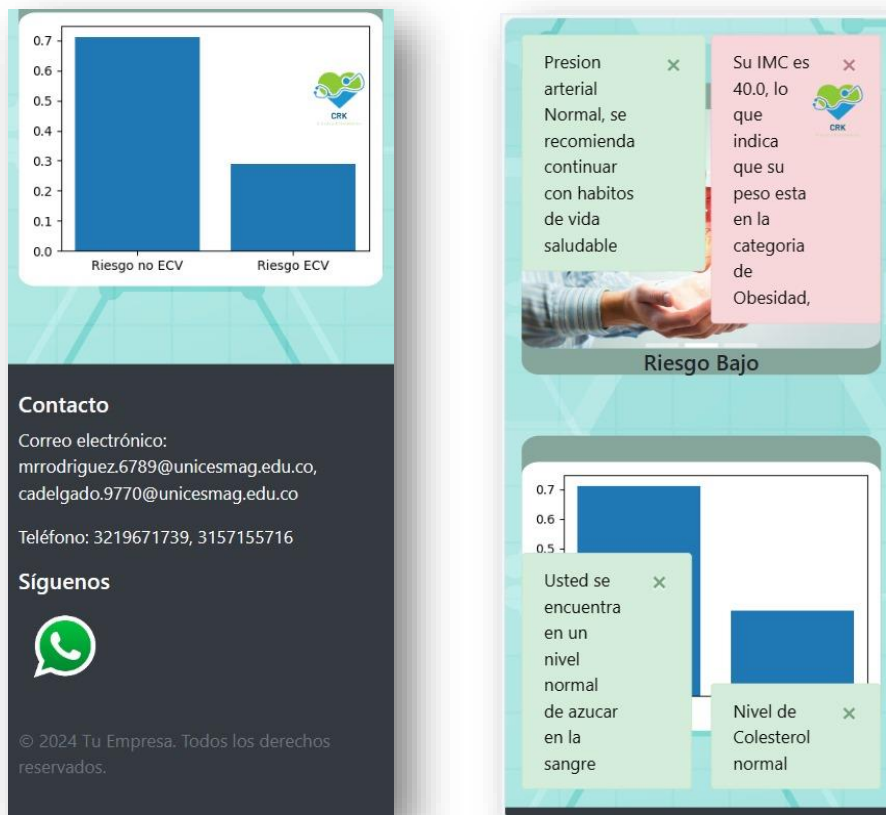 0.7
0.6
0.5
0.4
0.3
0.2
0.1
0.0
Riesgo no ECV
Riesgo ECV
CRK
Contacto
Correo electrónico:
mrrodriguez.6789@unicesmag.edu.co,
cadelgado.9770@unicesmag.edu.co
Teléfono: 3219671739, 3157155716
Síguenos
© 2024 Tu Empresa. Todos los derechos
reservados.
Presion
arterial
Normal, se
recomienda
continuar
con habitos
de vida
saludable
×
Su IMC es
40.0, lo
que
indica
que su
peso esta
en la
categoria
de
Obesidad,
×
CRK
Riesgo Bajo
0.7
0.6
0.5
Usted se
encuentra
en un
nivel
normal
de azucar
en la
sangre
×
Nivel de
Colesterol
normal
×